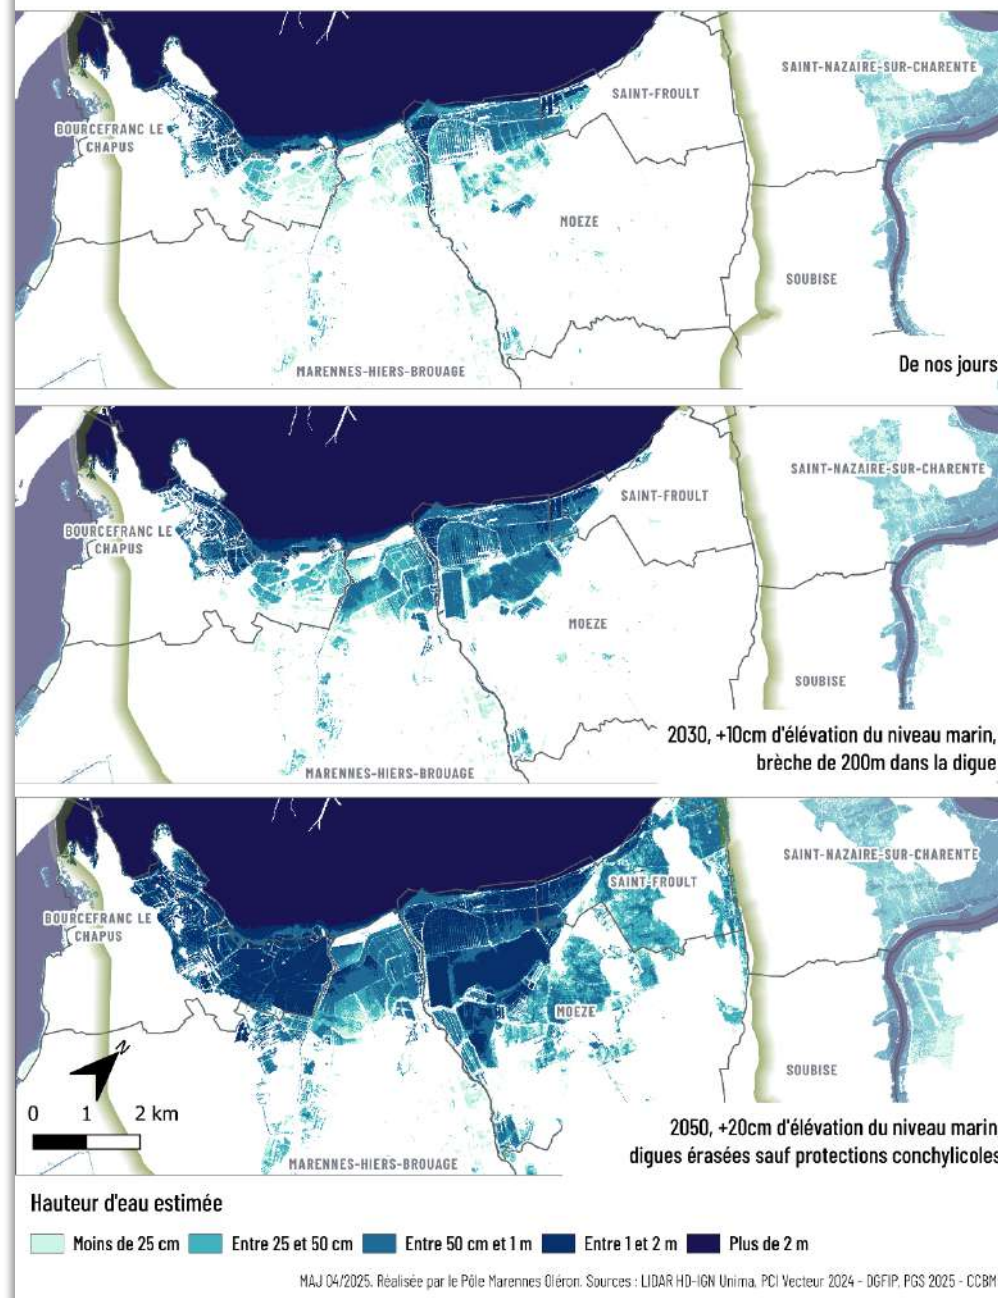 SAINT-NAZAIRE-SUR-CHARENTE
SAINT-FROULT
BOURCEFRANC LE
CHAPUS
MOEZE
SOUBISE
MARENNES-HIERS-BROUAGE
De nos jours
SAINT-NAZAIRE-SUR-CHARENTE
SAINT-FROULT
BOURCEFRANC LE
CHAPUS
MOEZE
SOUBISE
2030, +10cm d'élévation du niveau marin,
brèche de 200m dans la digue
MARENNES-HIERS-BROUAGE
SAINT-NAZAIRE-SUR-CHARENTE
SAINT-FROULT
BOURCEFRANC LE
CHAPUS
MOEZE
SOUBISE
N
0 1 2 km
2050, +20cm d'élévation du niveau marin
digues érasées sauf protections conchylicoles
MARENNES-HIERS-BROUAGE
Hauteur d'eau estimée
Moins de 25 cm Entre 25 et 50 cm Entre 50 cm et 1 m Entre 1 et 2 m Plus de 2 m
MAJ 04/2025. Réalisée par le Pôle Marennes Oléron. Sources : LIDAR HD-IGN Unima, PCI Vecteur 2024 - DGFIP, PGS 2025 - CCBM